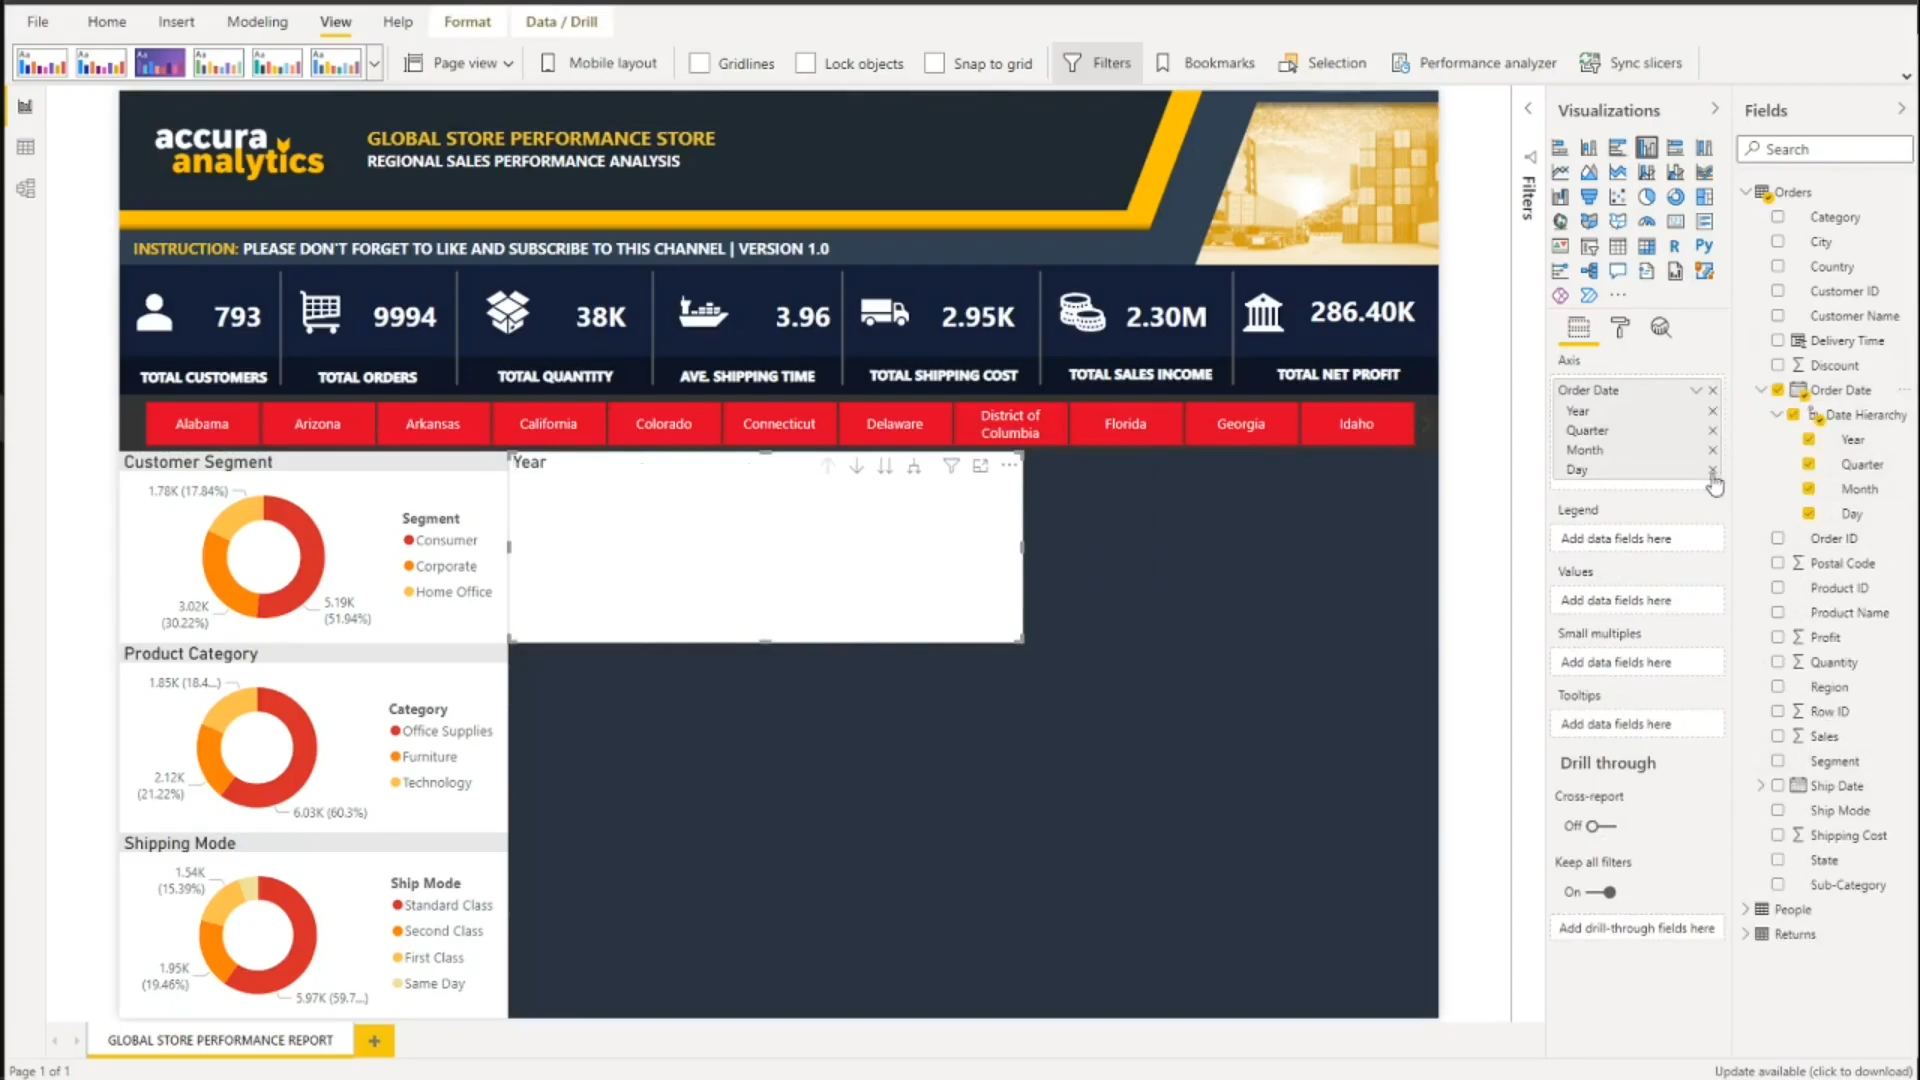 File Home Insert Modeling View Help Format Data / Drill
Aa Aa Aa Aa Aa Aa Page view Mobile layout Gridlines Lock objects Snap to grid Filters Bookmarks Selection Performance analyzer Sync slicers
accura
analytics
GLOBAL STORE PERFORMANCE STORE
REGIONAL SALES PERFORMANCE ANALYSIS
INSTRUCTION: PLEASE DON'T FORGET TO LIKE AND SUBSCRIBE TO THIS CHANNEL | VERSION 1.0
793 9994 38K 3.96 2.95K 2.30M 286.40K
TOTAL CUSTOMERS TOTAL ORDERS TOTAL QUANTITY AVE. SHIPPING TIME TOTAL SHIPPING COST TOTAL SALES INCOME TOTAL NET PROFIT
Alabama Arizona Arkansas California Colorado Connecticut Delaware District of Columbia Florida Georgia Idaho
Customer Segment
1.78K (17.84%)
3.02K
(30.22%)
5.19K
(51.94%)
Segment
Consumer
Corporate
Home Office
Year
Product Category
1.85K (18.4...)
2.12K
(21.22%)
6.03K (60.3%)
Category
Office Supplies
Furniture
Technology
Shipping Mode
1.54K
(15.39%)
1.95K
(19.46%)
5.97K (59.7...)
Ship Mode
Standard Class
Second Class
First Class
Same Day
Filters
Visualizations
R Py
Axis
Order Date
Year
Quarter
Month
Day
Legend
Add data fields here
Values
Add data fields here
Small multiples
Add data fields here
Tooltips
Add data fields here
Drill through
Cross-report
Off
Keep all filters
On
Add drill-through fields here
Fields
Search
Orders
Category
City
Country
Customer ID
Customer Name
Delivery Time
Discount
Order Date
Date Hierarchy
Year
Quarter
Month
Day
Order ID
Postal Code
Product ID
Product Name
Profit
Quantity
Region
Row ID
Sales
Segment
Ship Date
Ship Mode
Shipping Cost
State
Sub-Category
People
Returns
GLOBAL STORE PERFORMANCE REPORT +
Page 1 of 1
Update available (click to download)